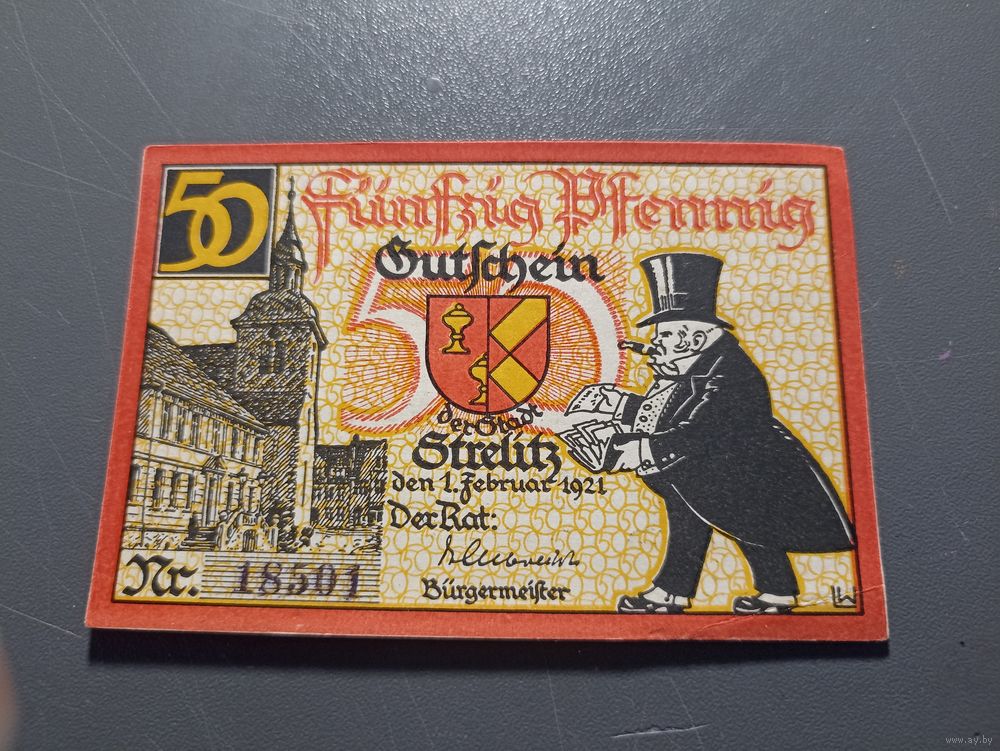 50
Fünfzig Pfennig
Gutschein
50
der Stadt
Strelitz
den 1. Februar 1921
Der Rat:
Bürgermeister
Nr. 18501
LW
www.ay.by